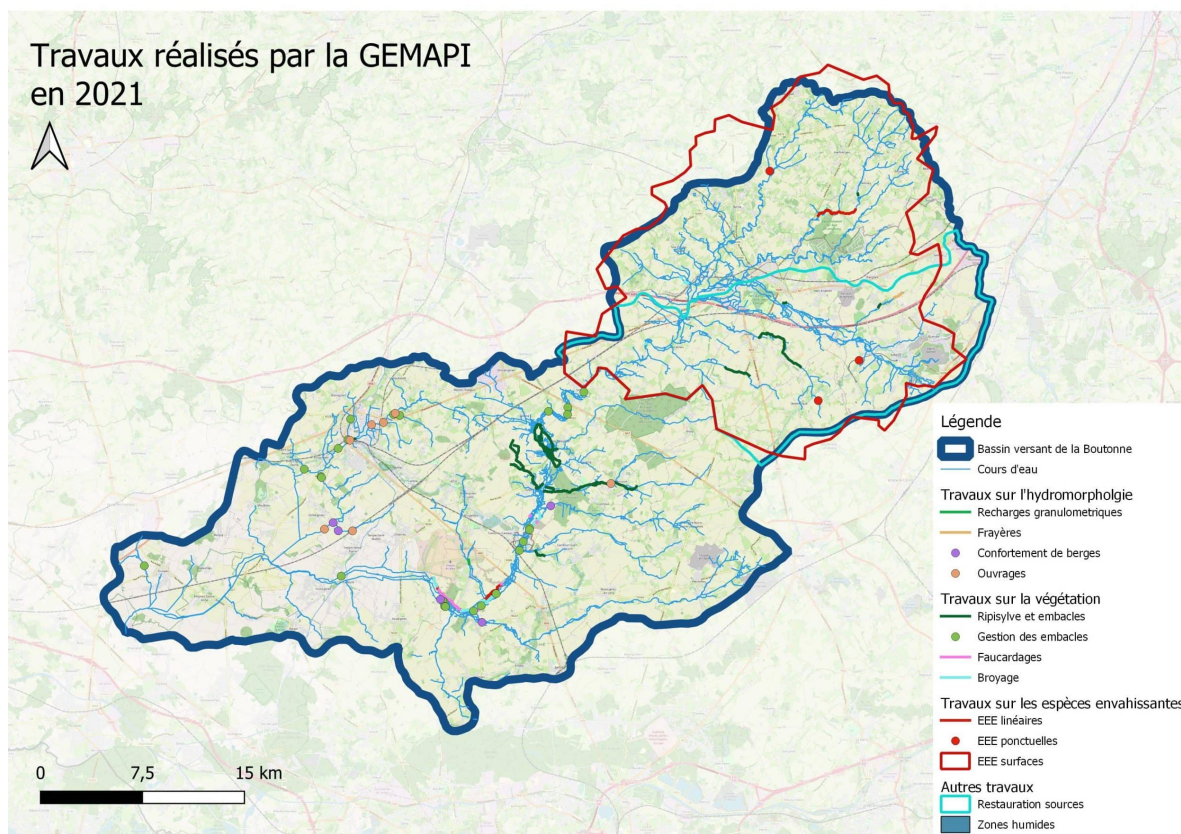 Travaux réalisés par la GEMAPI
en 2021
Légende
Bassin versant de la Boutonne
Cours d'eau
Travaux sur l'hydromorpholgie
Recharges granulometriques
Frayères
Confortement de berges
Ouvrages
Travaux sur la végétation
Ripisylve et embacles
Gestion des embacles
Faucardages
Broyage
Travaux sur les espèces envahissantes
EEE linéaires
EEE ponctuelles
EEE surfaces
Autres travaux
Restauration sources
Zones humides
0 7,5 15 km